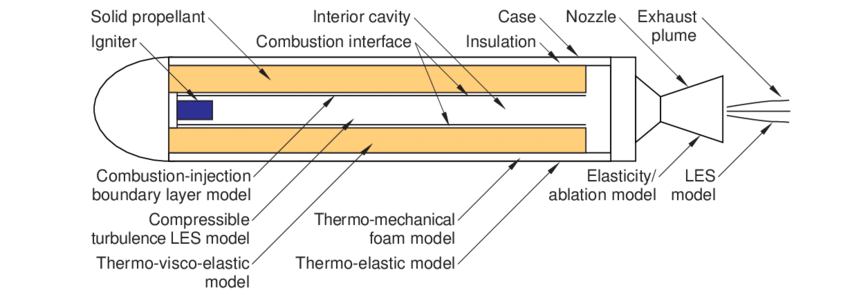 Solid propellant
Interior cavity
Case
Nozzle
Exhaust
plume
Igniter
Combustion interface
Insulation
Combustion-injection
boundary layer model
Elasticity/
ablation model
LES
model
Compressible
turbulence LES model
Thermo-mechanical
foam model
Thermo-visco-elastic
model
Thermo-elastic model